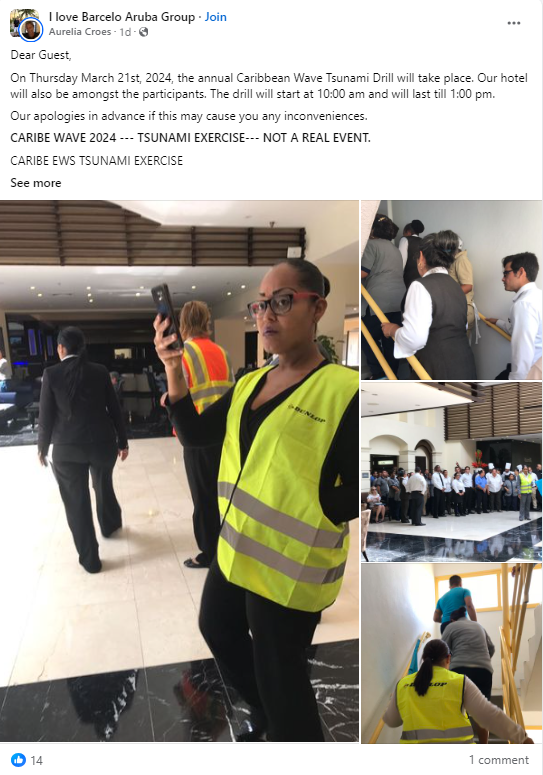 I love Barcelo Aruba Group · Join
Aurelia Croes · 1d ·
Dear Guest,
On Thursday March 21st, 2024, the annual Caribbean Wave Tsunami Drill will take place. Our hotel
will also be amongst the participants. The drill will start at 10:00 am and will last till 1:00 pm.
Our apologies in advance if this may cause you any inconveniences.
CARIBE WAVE 2024 --- TSUNAMI EXERCISE--- NOT A REAL EVENT.
CARIBE EWS TSUNAMI EXERCISE
See more
DUNLOP
DUNLOP
14
1 comment